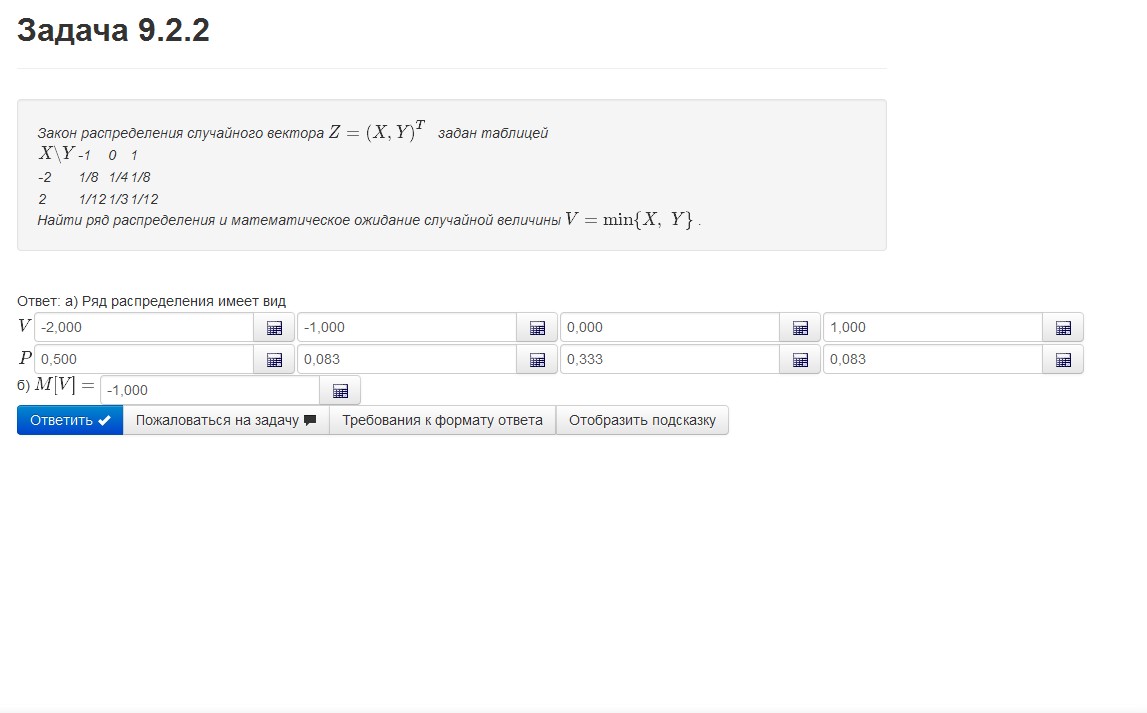 Задача 9.2.2
Закон распределения случайного вектора Z = (X, Y)^T задан таблицей
X\Y -1 0 1
-2 1/8 1/4 1/8
2 1/12 1/3 1/12
Найти ряд распределения и математическое ожидание случайной величины V = min{X, Y} .
Ответ: а) Ряд распределения имеет вид
V -2,000 -1,000 0,000 1,000
P 0,500 0,083 0,333 0,083
б) M[V] = -1,000
Ответить Пожаловаться на задачу Требования к формату ответа Отобразить подсказку